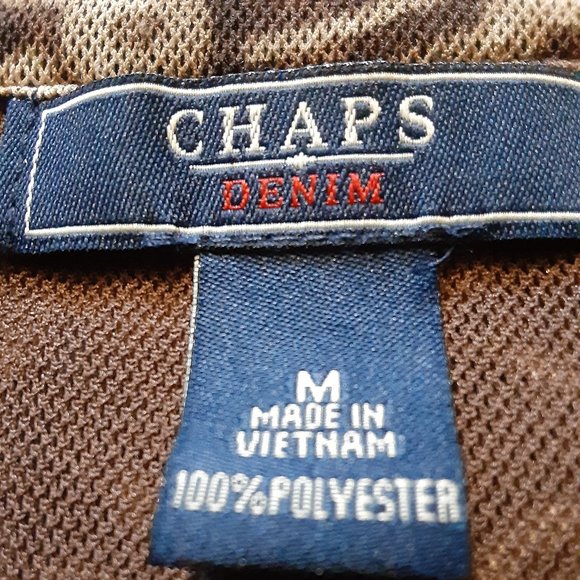 CHAPS
DENIM
M
MADE IN
VIETNAM
100%POLYESTER